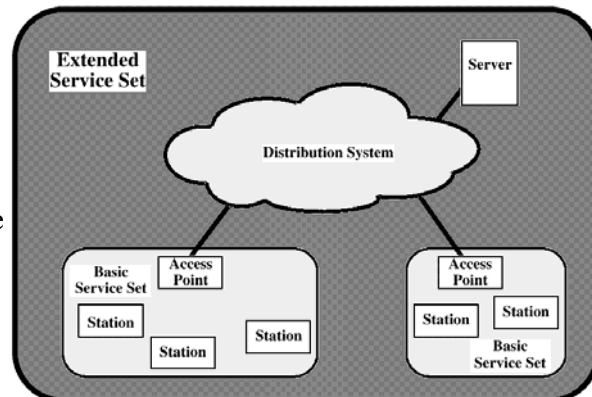 Extended
Service Set
Server
Distribution System
e
Basic
Service Set
Access
Point
Station
Station
Station
Access
Point
Station
Station
Basic
Service Set